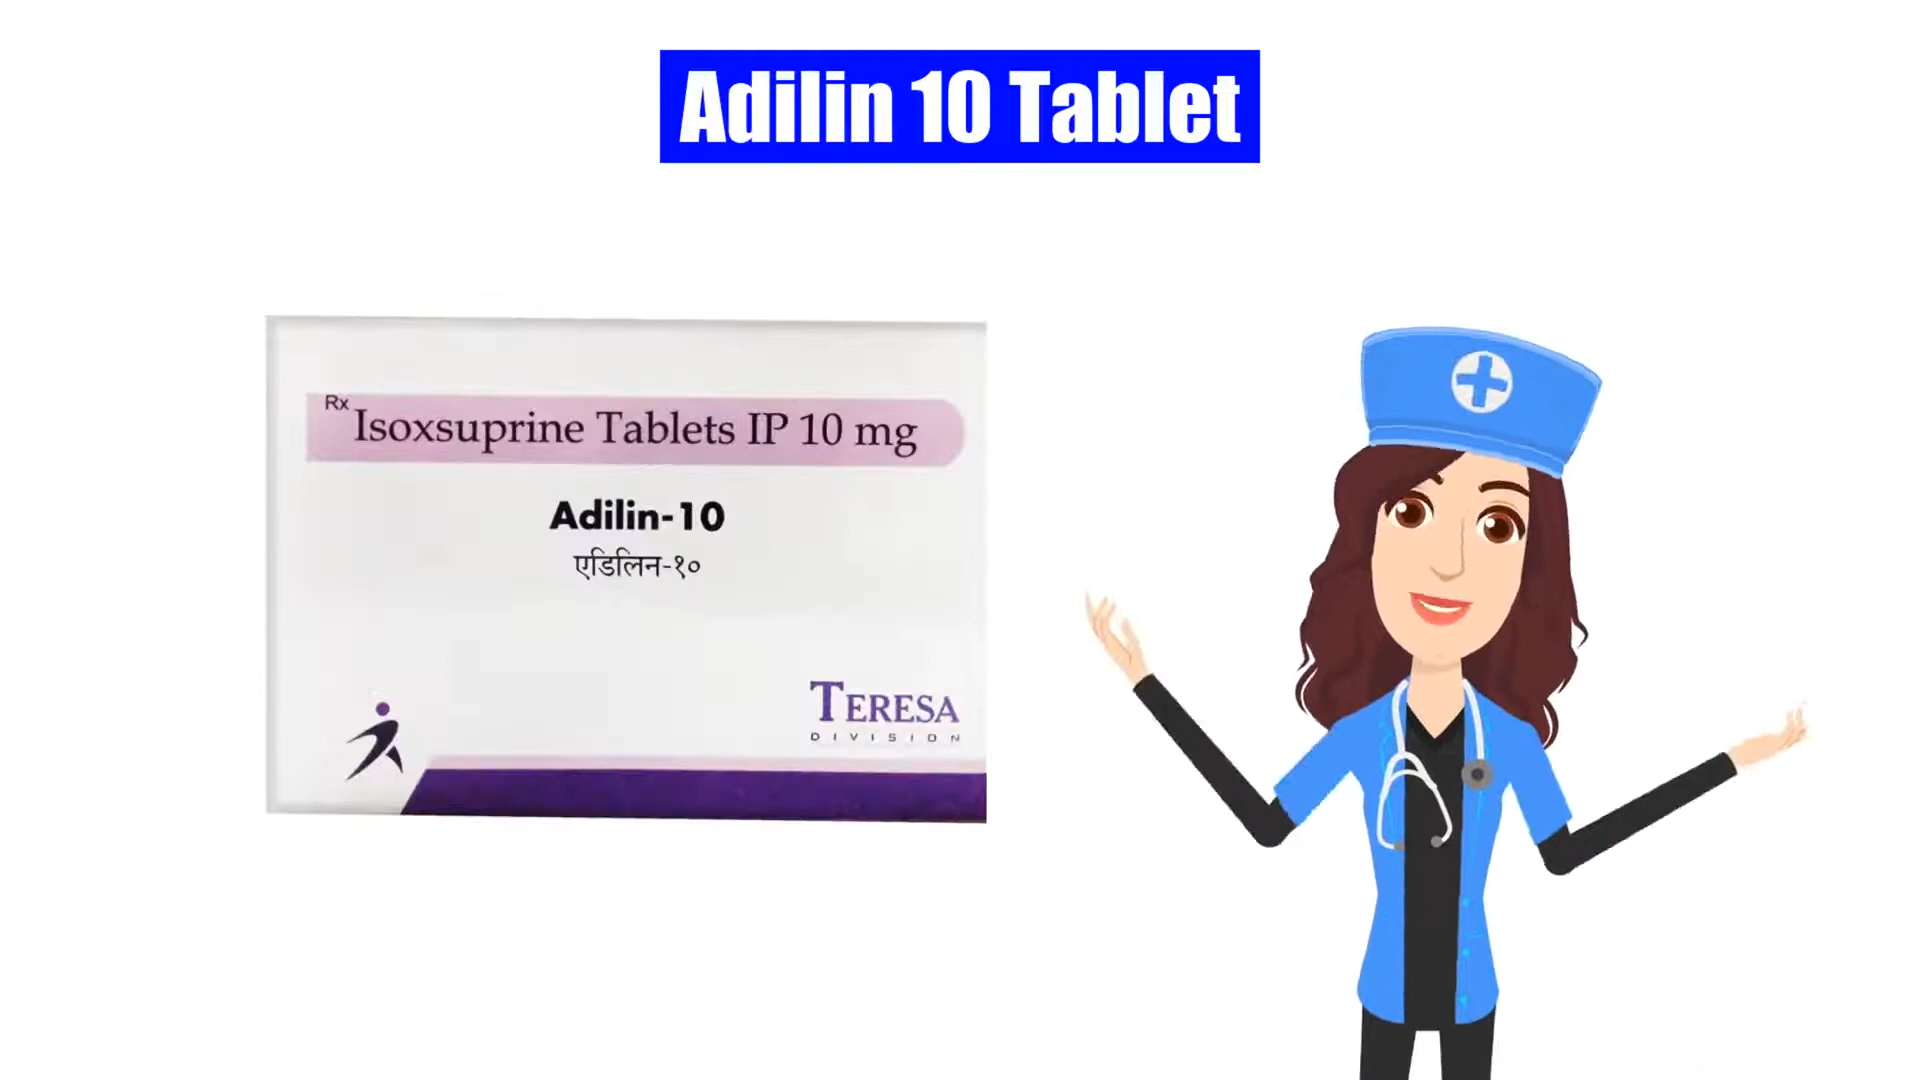 Adilin 10 Tablet
Rx Isoxsuprine Tablets IP 10 mg
Adilin-10
एडिलिन-१०
TERESA
DIVISION